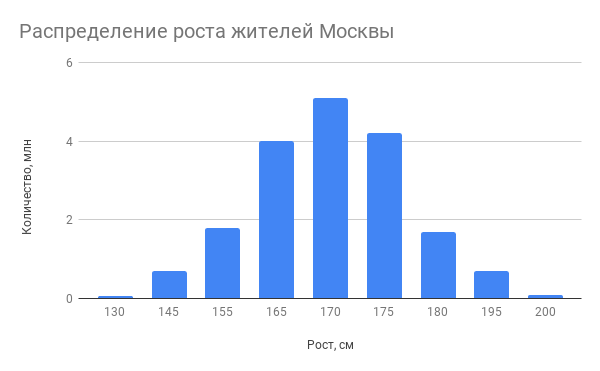 Распределение роста жителей Москвы
Количество, млн
6
4
2
0
130 145 155 165 170 175 180 195 200
Рост, см